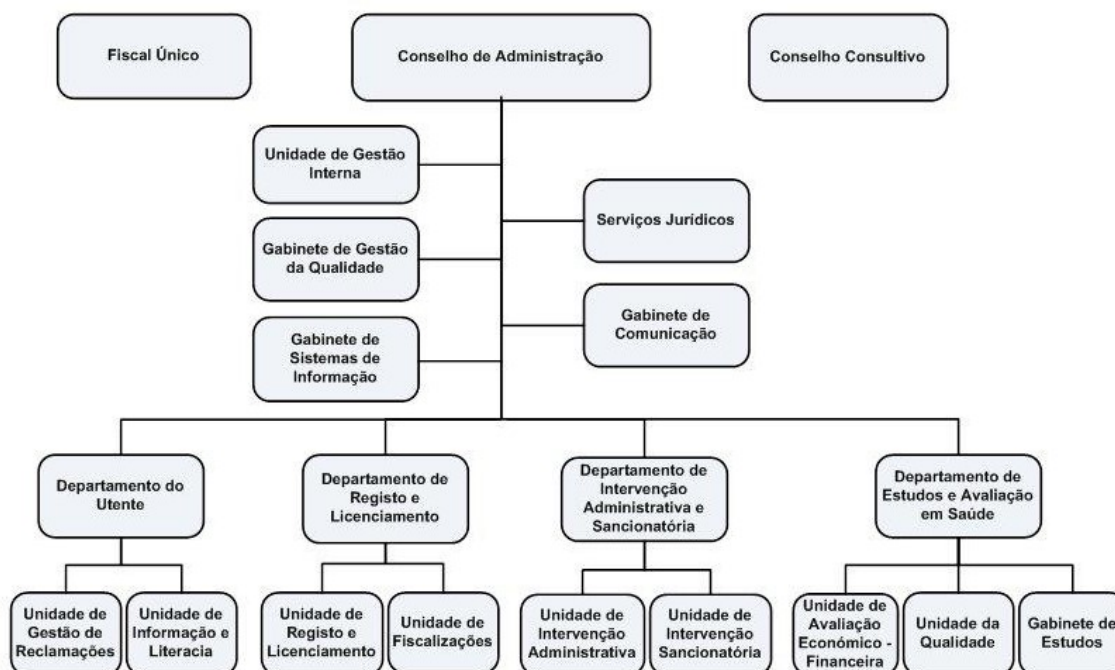 Fiscal Único
Conselho de Administração
Conselho Consultivo
Unidade de Gestão
Interna
Serviços Jurídicos
Gabinete de Gestão
da Qualidade
Gabinete de
Comunicação
Gabinete de
Sistemas de
Informação
Departamento do
Utente
Departamento de
Registo e
Licenciamento
Departamento de
Intervenção
Administrativa e
Sancionatória
Departamento de
Estudos e Avaliação
em Saúde
Unidade de
Gestão de
Reclamações
Unidade de
Informação e
Literacia
Unidade de
Registo e
Licenciamento
Unidade de
Fiscalizações
Unidade de
Intervenção
Administrativa
Unidade de
Intervenção
Sancionatória
Unidade de
Avaliação
Económico -
Financeira
Unidade da
Qualidade
Gabinete de
Estudos